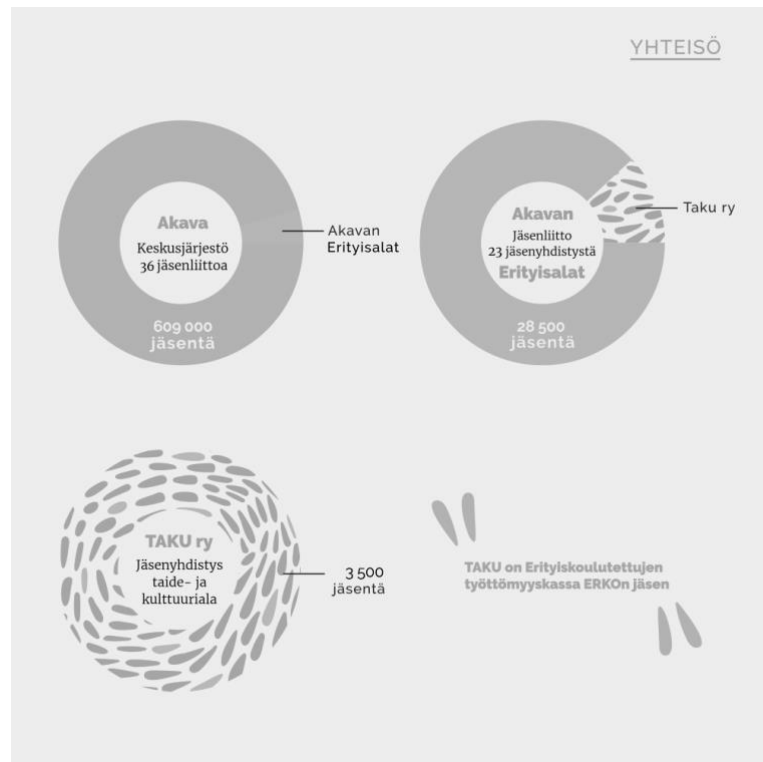 YHTEISÖ
Akava
Keskusjärjestö
36 jäsenliittoa
609 000
jäsentä
Akavan
Erityisalat
Akavan
Jäsenliitto
23 jäsenyhdistystä
Erityisalat
28 500
jäsentä
Taku ry
TAKU ry
Jäsenyhdistys
taide- ja
kulttuuriala
3 500
jäsentä
TAKU on Erityiskoulutettujen
työttömyyskassa ERKOn jäsen